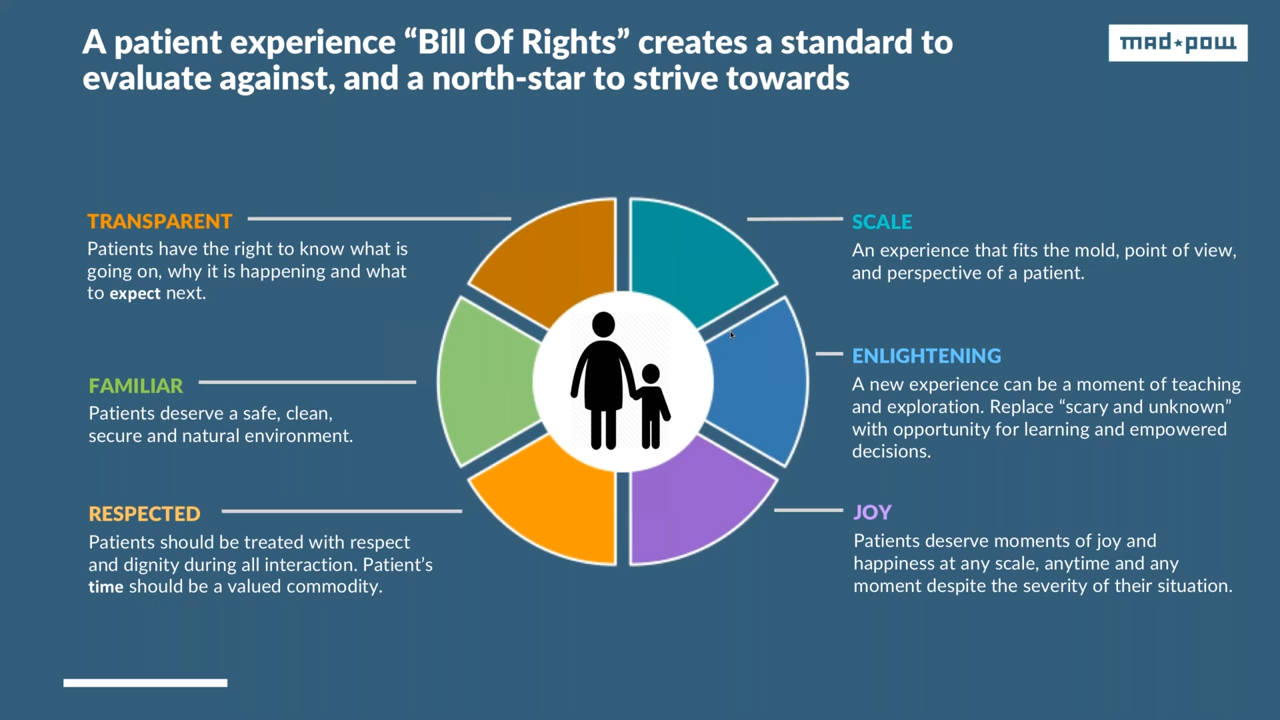 A patient experience “Bill Of Rights” creates a standard to
evaluate against, and a north-star to strive towards
mad★pow
TRANSPARENT
Patients have the right to know what is
going on, why it is happening and what
to expect next.
FAMILIAR
Patients deserve a safe, clean,
secure and natural environment.
RESPECTED
Patients should be treated with respect
and dignity during all interaction. Patient’s
time should be a valued commodity.
SCALE
An experience that fits the mold, point of view,
and perspective of a patient.
ENLIGHTENING
A new experience can be a moment of teaching
and exploration. Replace “scary and unknown”
with opportunity for learning and empowered
decisions.
JOY
Patients deserve moments of joy and
happiness at any scale, anytime and any
moment despite the severity of their situation.